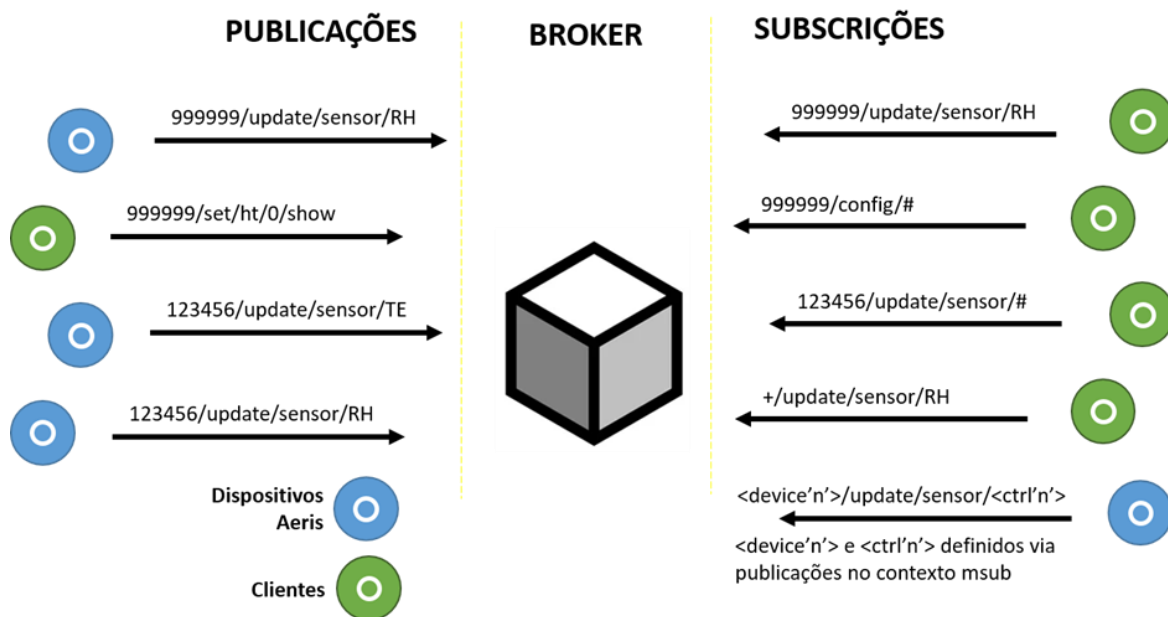 PUBLICAÇÕES
BROKER
SUBSCRIÇÕES
999999/update/sensor/RH
999999/update/sensor/RH
999999/set/ht/0/show
999999/config/#
123456/update/sensor/TE
123456/update/sensor/#
123456/update/sensor/RH
+/update/sensor/RH
Dispositivos
Aeris
<device’n’>/update/sensor/<ctrl’n’>
<device’n’> e <ctrl’n’> definidos via
publicações no contexto msub
Clientes